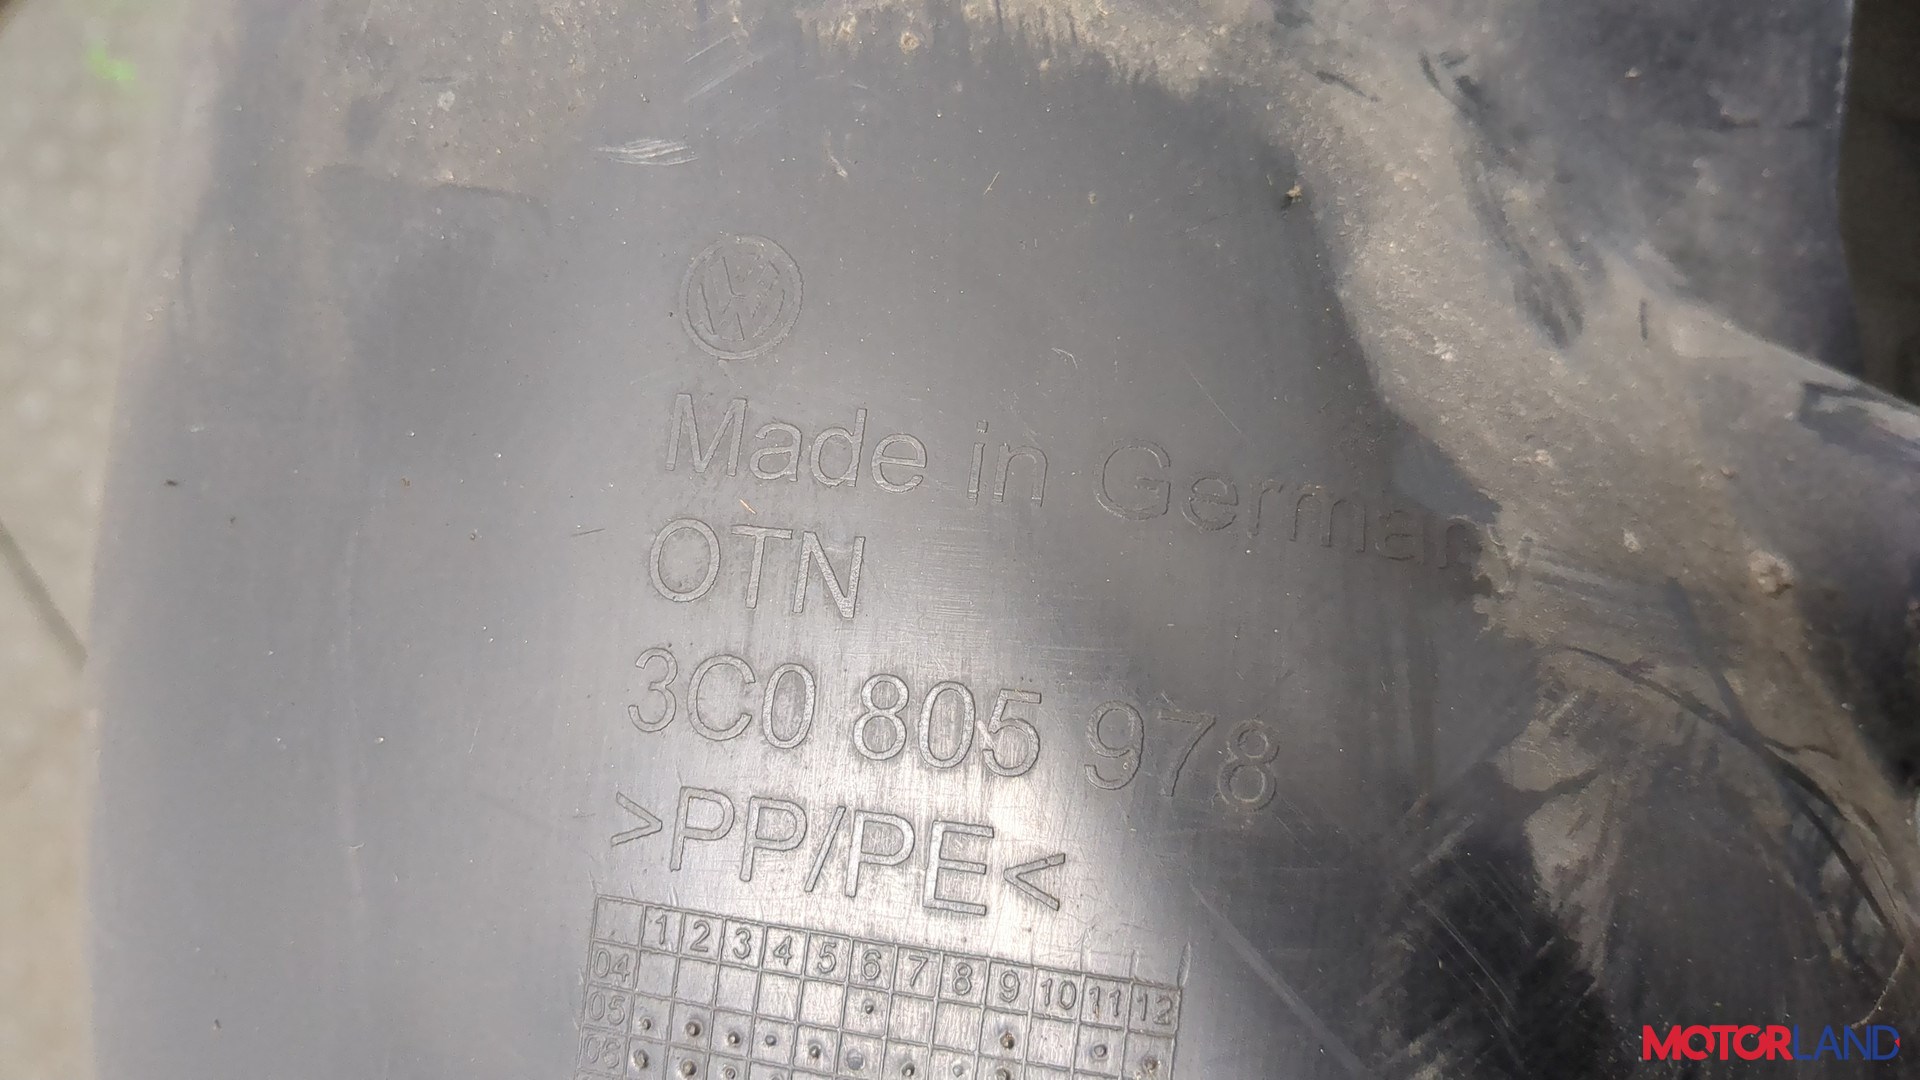 VW
Made in Germany
OTN
3C0 805 978
>PP/PE<
1 2 3 4 5 6 7 8 9 10 11 12
04
05
06
MOTORLAND